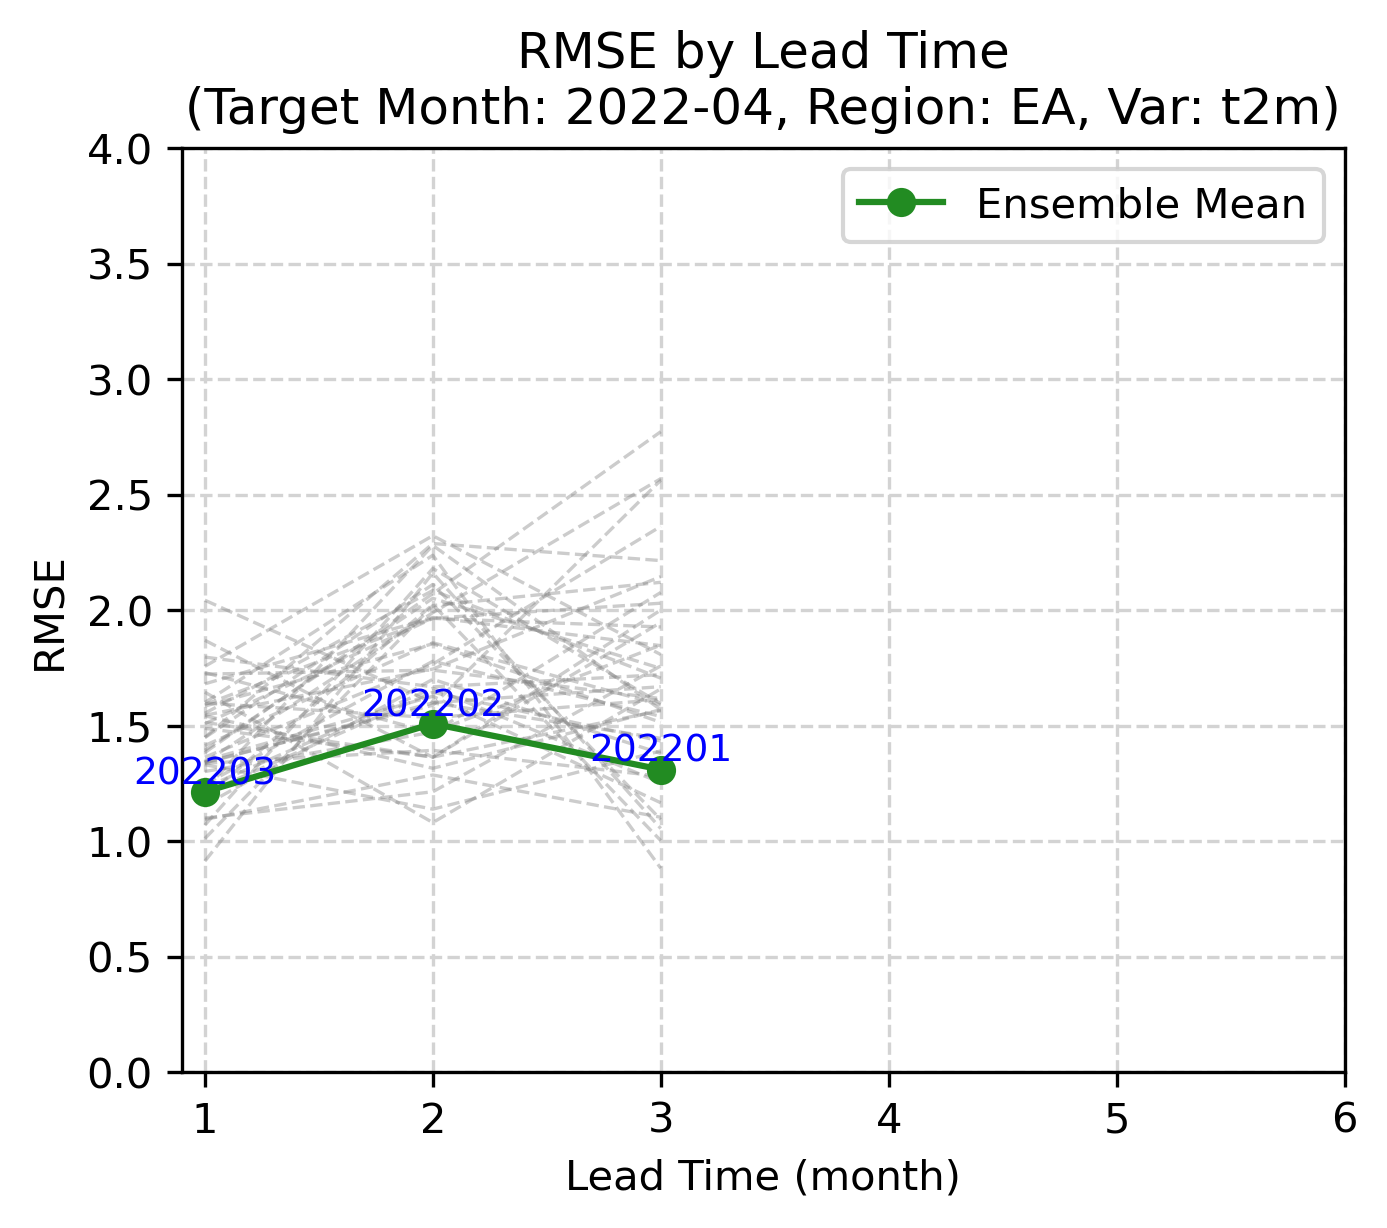 RMSE by Lead Time
(Target Month: 2022-04, Region: EA, Var: t2m)
Ensemble Mean
4.0
3.5
3.0
2.5
2.0
1.5
1.0
0.5
0.0
RMSE
202203
202202
202201
1 2 3 4 5 6
Lead Time (month)